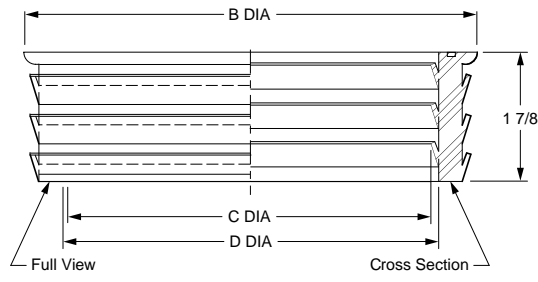 B DIA
1 7/8
C DIA
D DIA
Full View
Cross Section